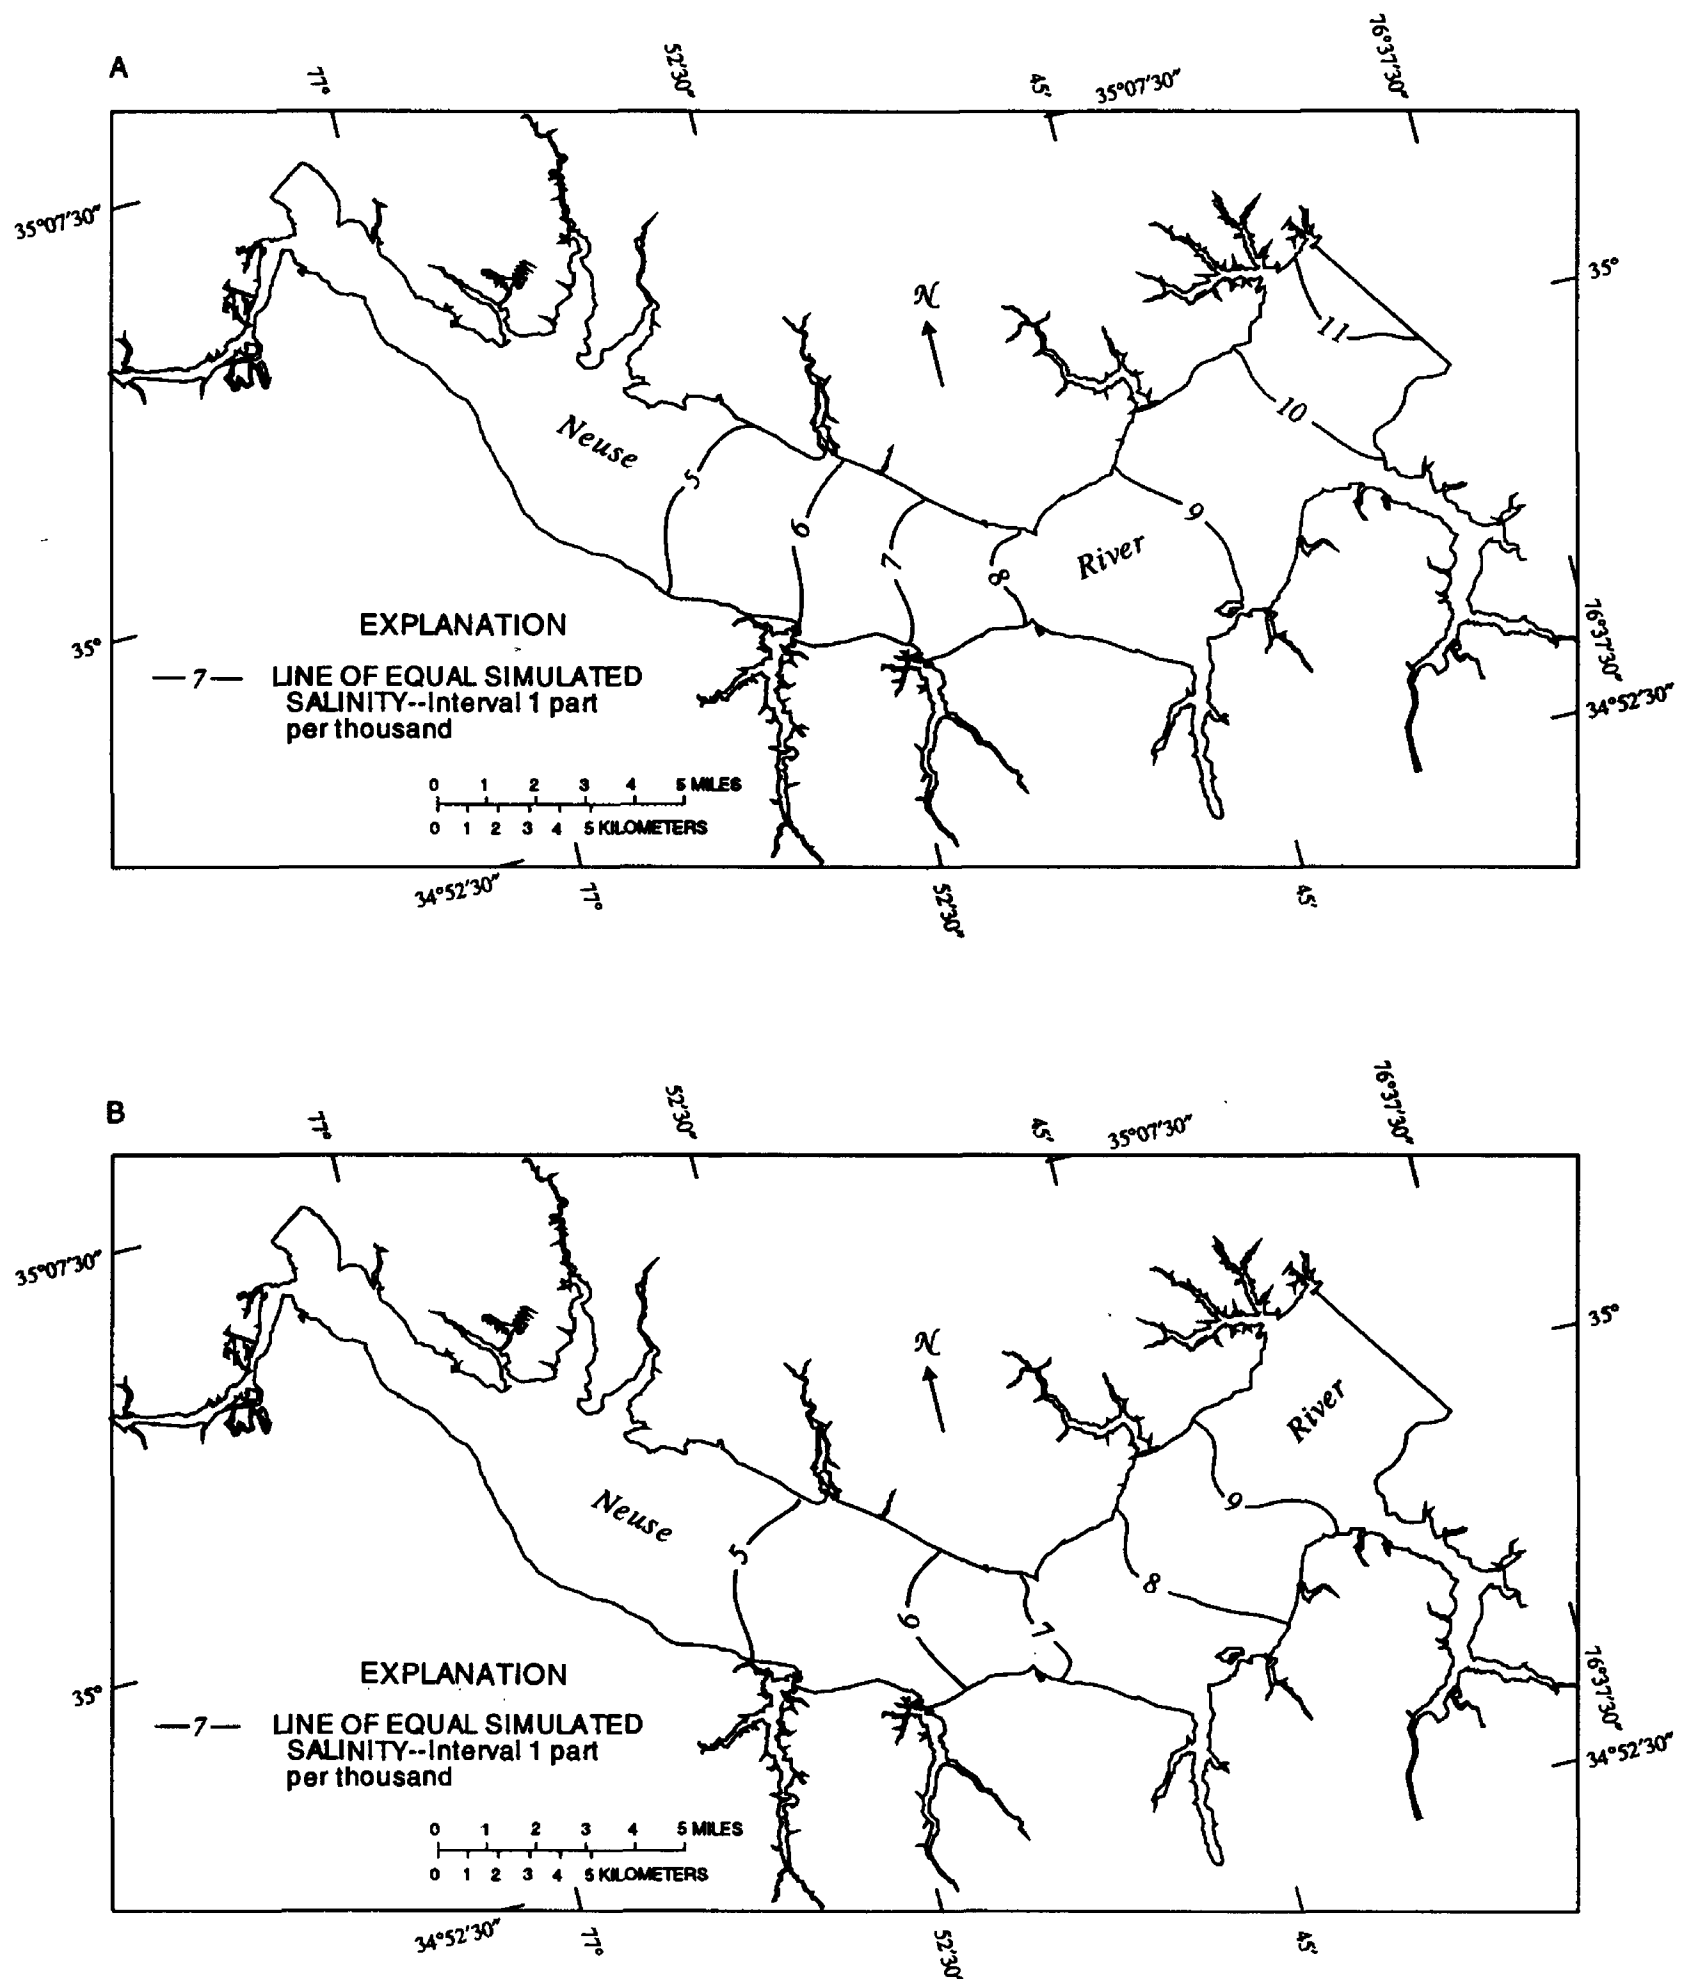 A
77°
52'30"
45'
35°07'30"
76°37'30"
35°07'30"
35°
N
11
10
Neuse
5
6
7
8
9
River
35°
EXPLANATION
—7— LINE OF EQUAL SIMULATED
SALINITY--Interval 1 part
per thousand
76°37'30"
34°52'30"
0 1 2 3 4 5 MILES
0 1 2 3 4 5 KILOMETERS
34°52'30"
77°
52'30"
45'
B
77°
52'30"
45'
35°07'30"
76°37'30"
35°07'30"
35°
N
River
Neuse
5
6
7
8
9
35°
EXPLANATION
—7— LINE OF EQUAL SIMULATED
SALINITY--Interval 1 part
per thousand
76°37'30"
34°52'30"
0 1 2 3 4 5 MILES
0 1 2 3 4 5 KILOMETERS
34°52'30"
77°
52'30"
45'